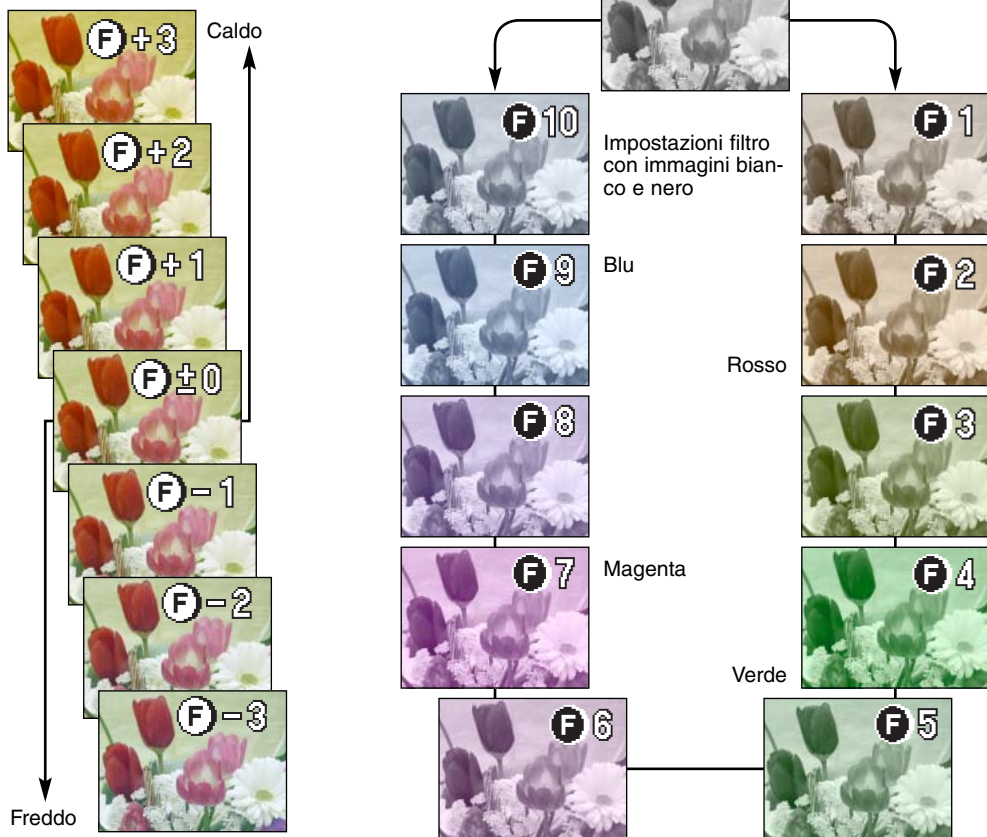 Caldo
F +3
F +2
F +1
F ±0
F −1
F −2
F −3
Freddo
F 10
Impostazioni filtro
con immagini bian-
co e nero
F 1
F 9
Blu
F 2
Rosso
F 8
F 3
F 7
Magenta
F 4
Verde
F 6
F 5